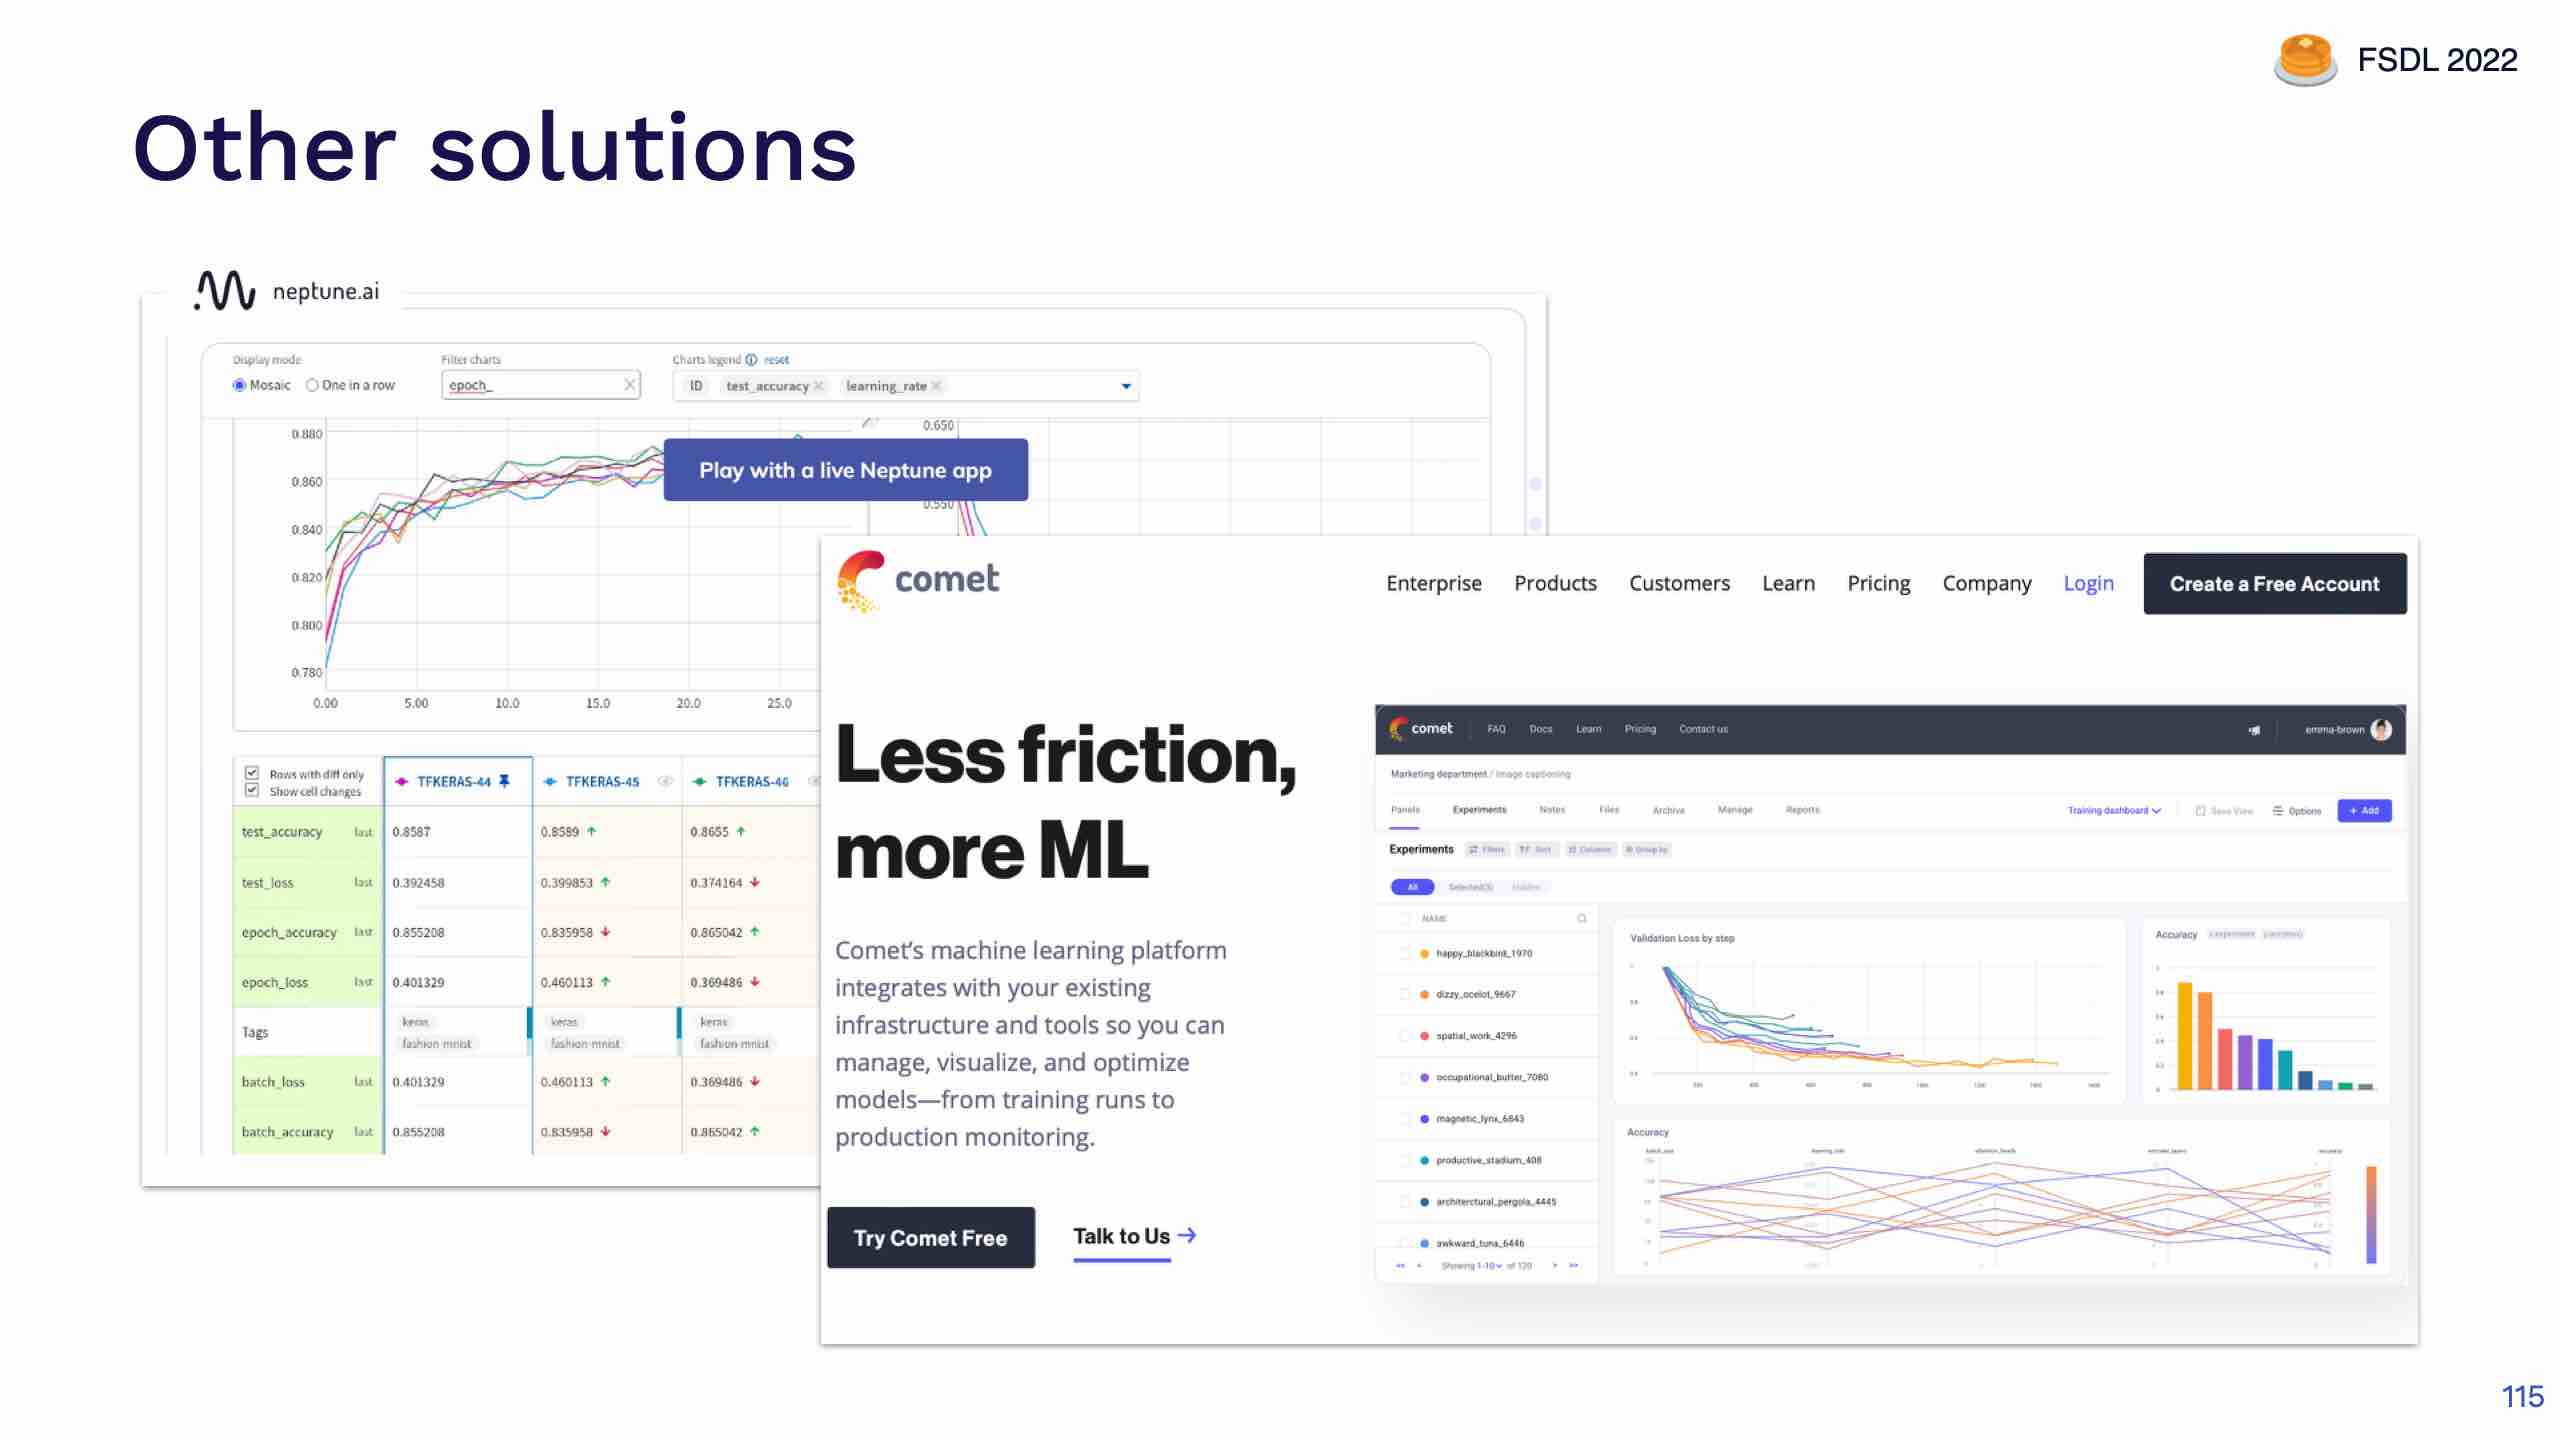 FSDL 2022
Other solutions
neptune.ai
Display mode
Mosaic One in a row
Filter charts
epoch_
Charts legend reset
ID test_accuracy learning_rate
0.880
0.860
0.840
0.820
0.800
0.780
0.00 5.00 10.0 15.0 20.0 25.0
0.650
0.550
Play with a live Neptune app
Rows with diff only
Show cell changes
TFKERAS-44 TFKERAS-45 TFKERAS-46
test_accuracy last 0.8587 0.8589 0.8655
test_loss last 0.392458 0.399853 0.374164
epoch_accuracy last 0.855208 0.835958 0.865042
epoch_loss last 0.401329 0.460113 0.369486
Tags
keras keras keras
fashion-mnist fashion-mnist fashion-mnist
batch_loss last 0.401329 0.460113 0.369486
batch_accuracy last 0.855208 0.835958 0.865042
comet
Enterprise Products Customers Learn Pricing Company Login Create a Free Account
Less friction,
more ML
Comet’s machine learning platform
integrates with your existing
infrastructure and tools so you can
manage, visualize, and optimize
models—from training runs to
production monitoring.
Try Comet Free
Talk to Us →
comet FAQ Docs Learn Pricing Contact us emma-brown
Marketing department / Image captioning
Panels Experiments Notes Files Archive Manage Reports
Training dashboard Save View Options + Add
Experiments Filters Sort Columns Group by
All Selected(3) Hidden
NAME
happy_blackbird_1970
dizzy_ocelot_9667
spatial_work_4296
occupational_butter_7080
magnetic_lynx_6843
productive_stadium_408
architerctural_pergola_4445
awkward_tuna_6446
Showing 1-10 of 120
Validation Loss by step
Accuracy
Accuracy
115